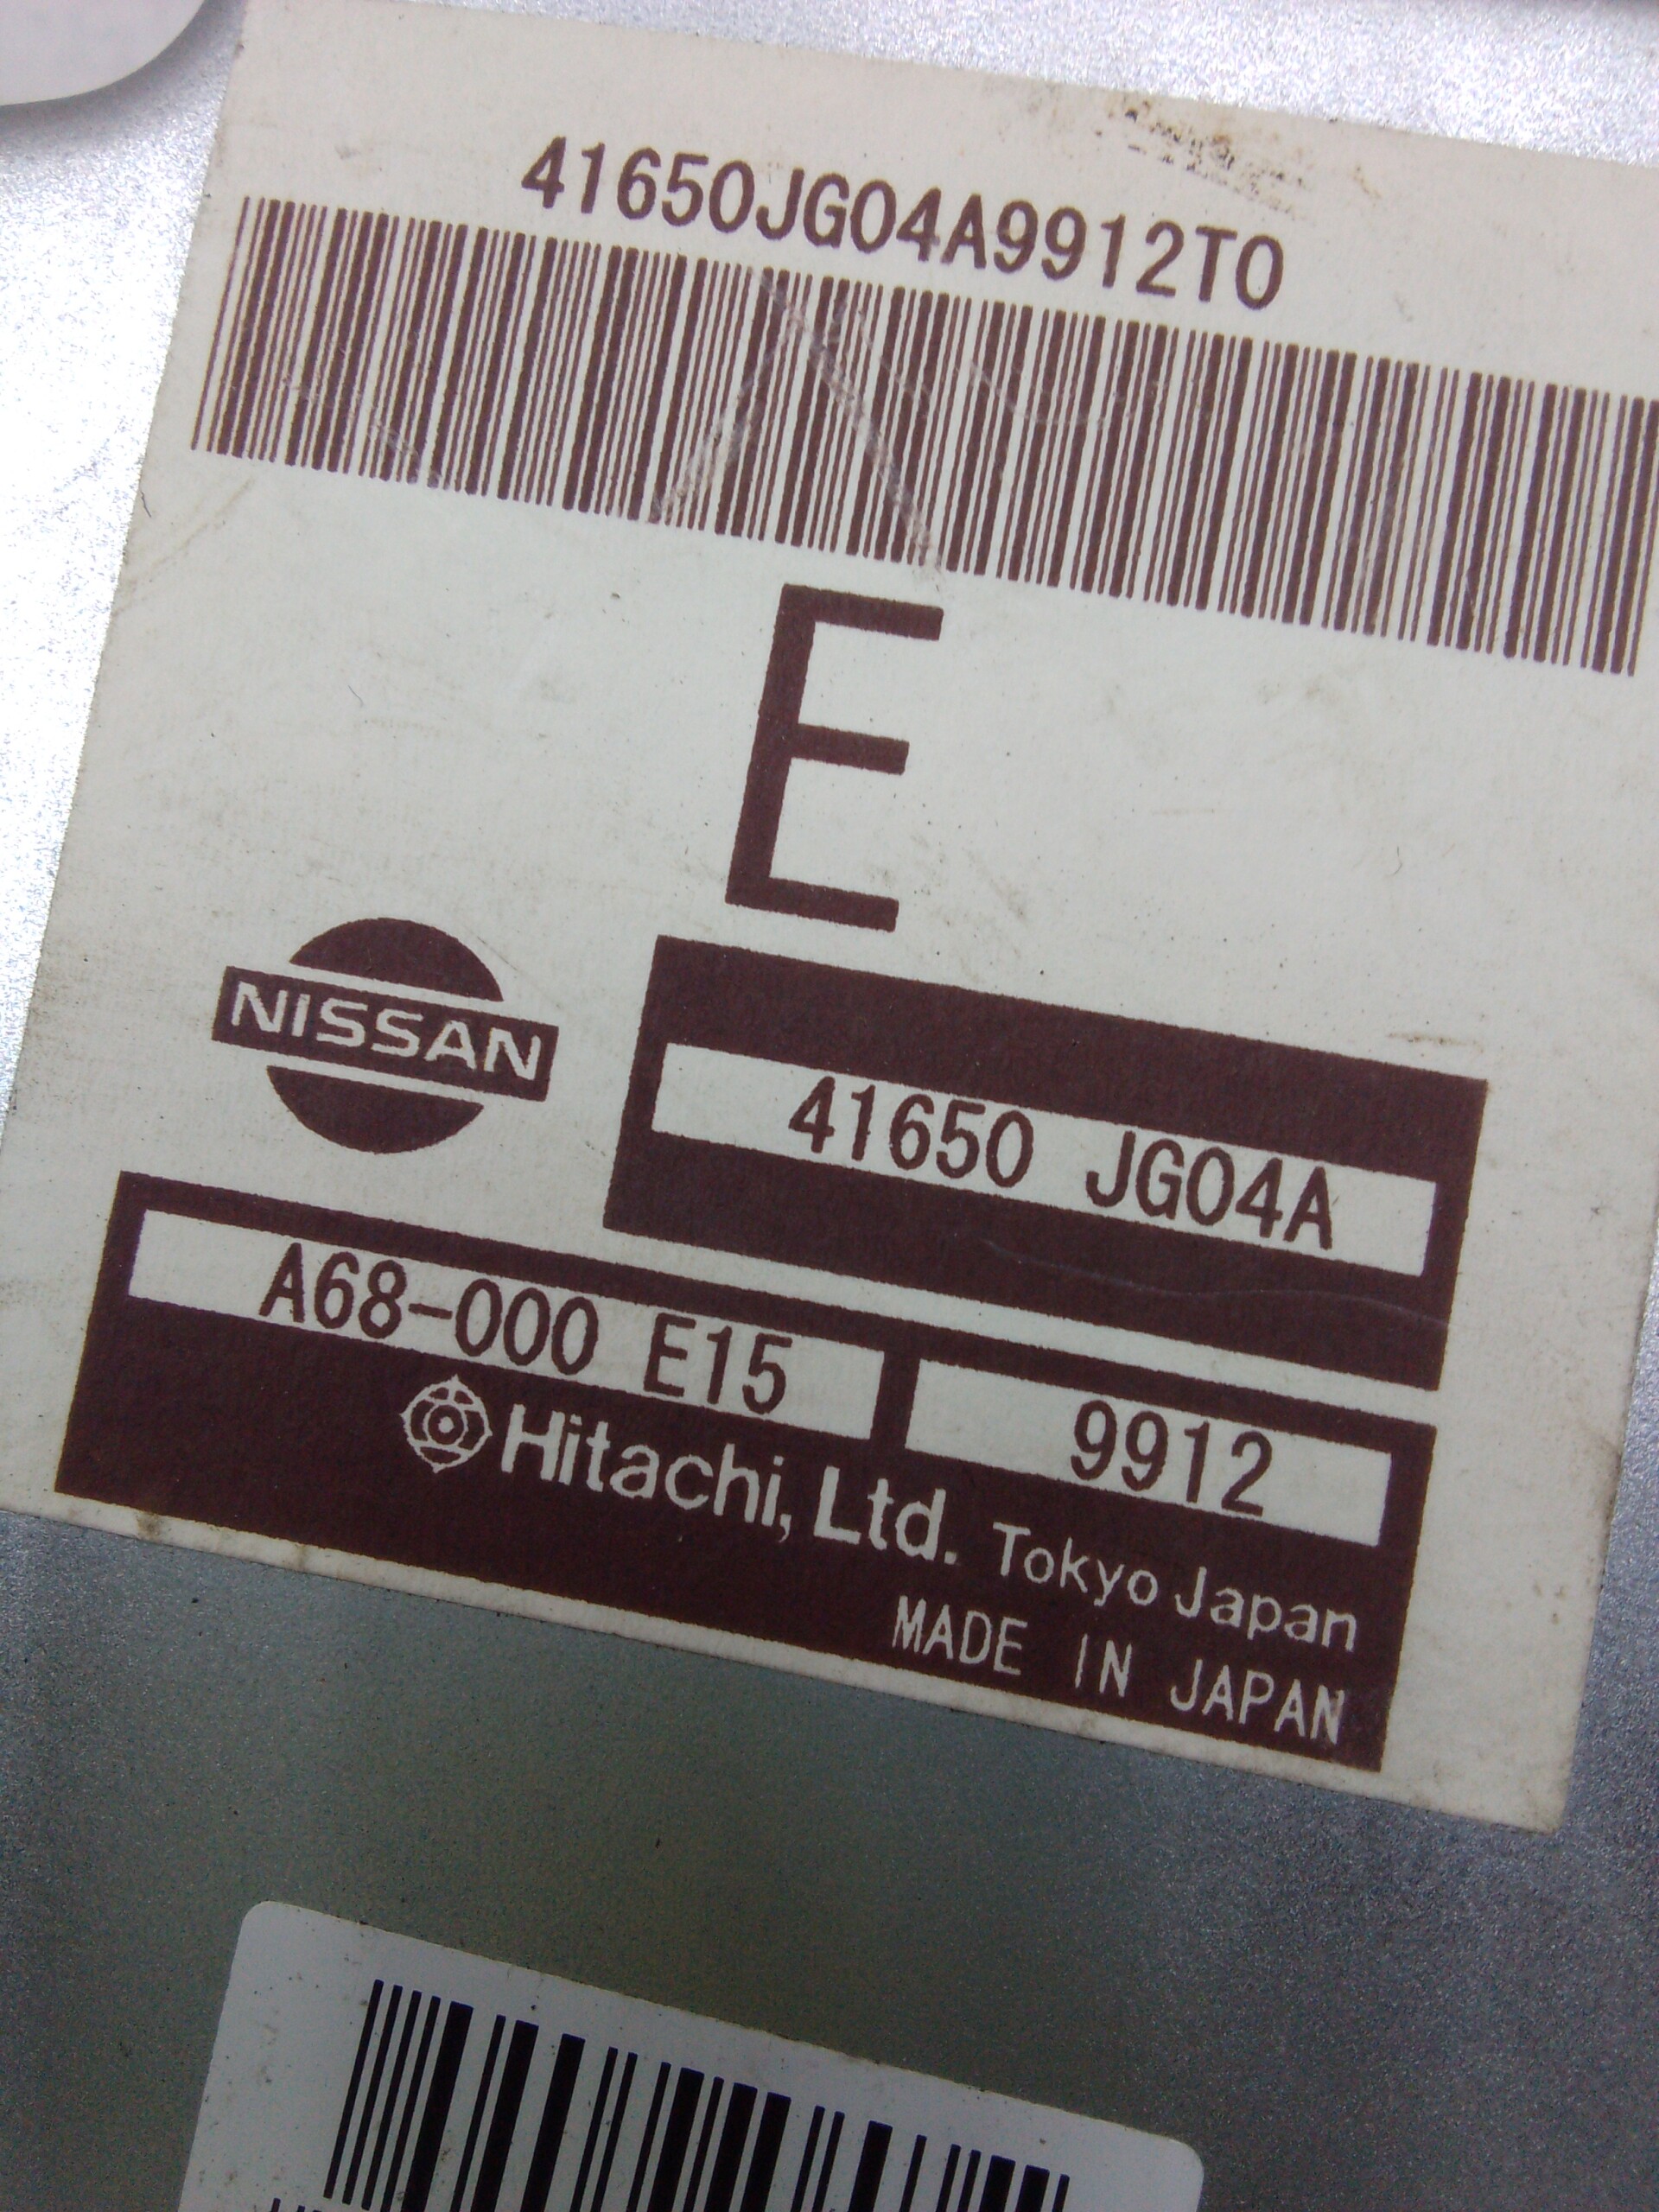 41650JG04A9912T0
E
NISSAN
41650 JG04A
A68-000 E15
9912
Hitachi, Ltd. Tokyo Japan
MADE IN JAPAN